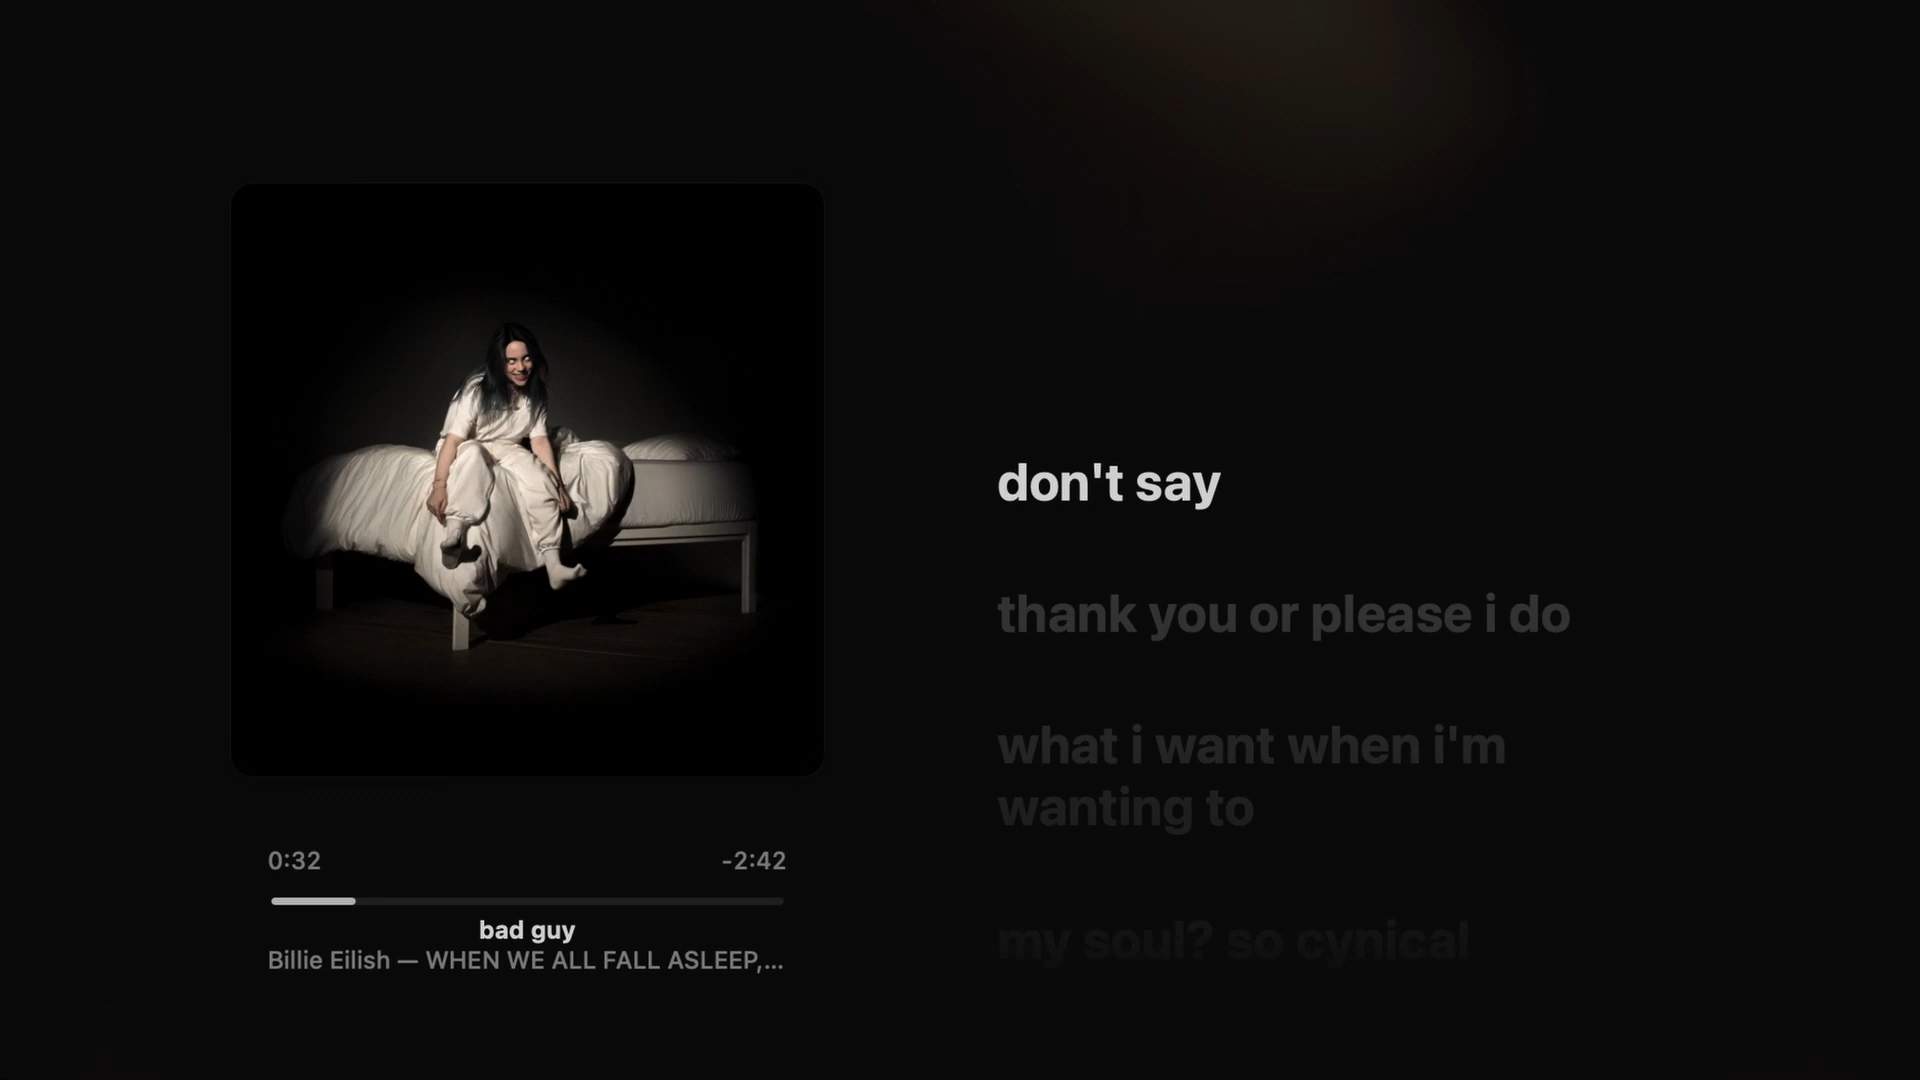 don't say
thank you or please i do
what i want when i'm
wanting to
my soul? so cynical
0:32
-2:42
bad guy
Billie Eilish — WHEN WE ALL FALL ASLEEP,...